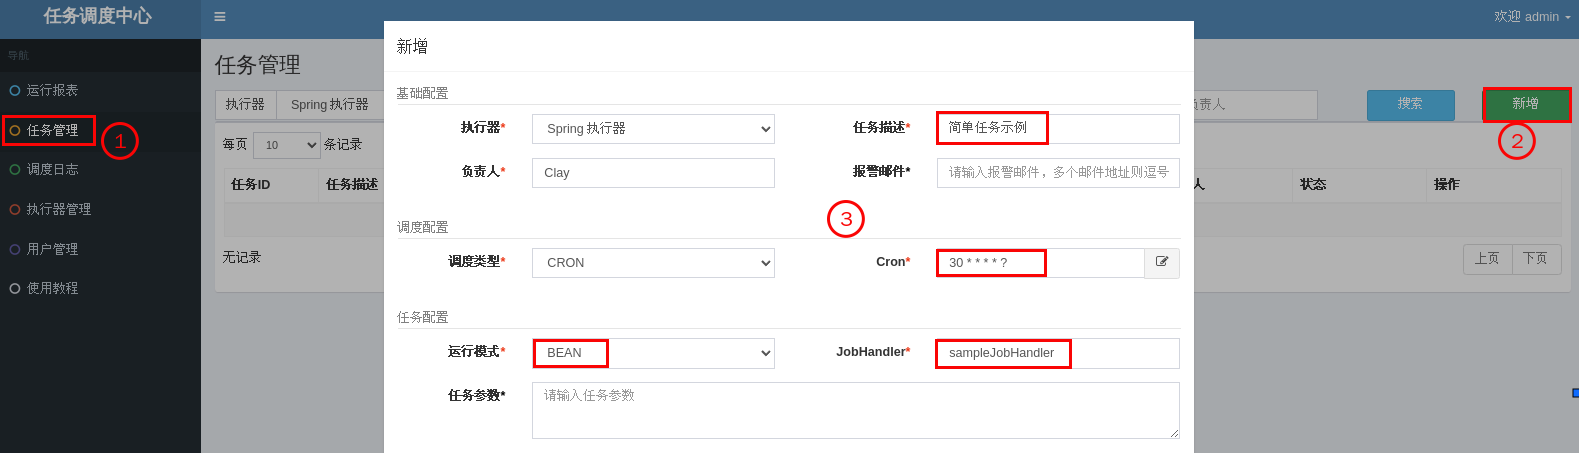 任务调度中心
欢迎 admin
导航
运行报表
任务管理
1
调度日志
执行器管理
用户管理
使用教程
任务管理
执行器
Spring 执行器
负责人
搜索
新增
2
每页 10 条记录
任务ID
任务描述
人
状态
操作
无记录
上页
下页
新增
基础配置
执行器*
Spring 执行器
任务描述*
简单任务示例
负责人*
Clay
报警邮件*
请输入报警邮件，多个邮件地址则逗号
3
调度配置
调度类型*
CRON
Cron*
30 * * * * ?
任务配置
运行模式*
BEAN
JobHandler*
sampleJobHandler
任务参数*
请输入任务参数